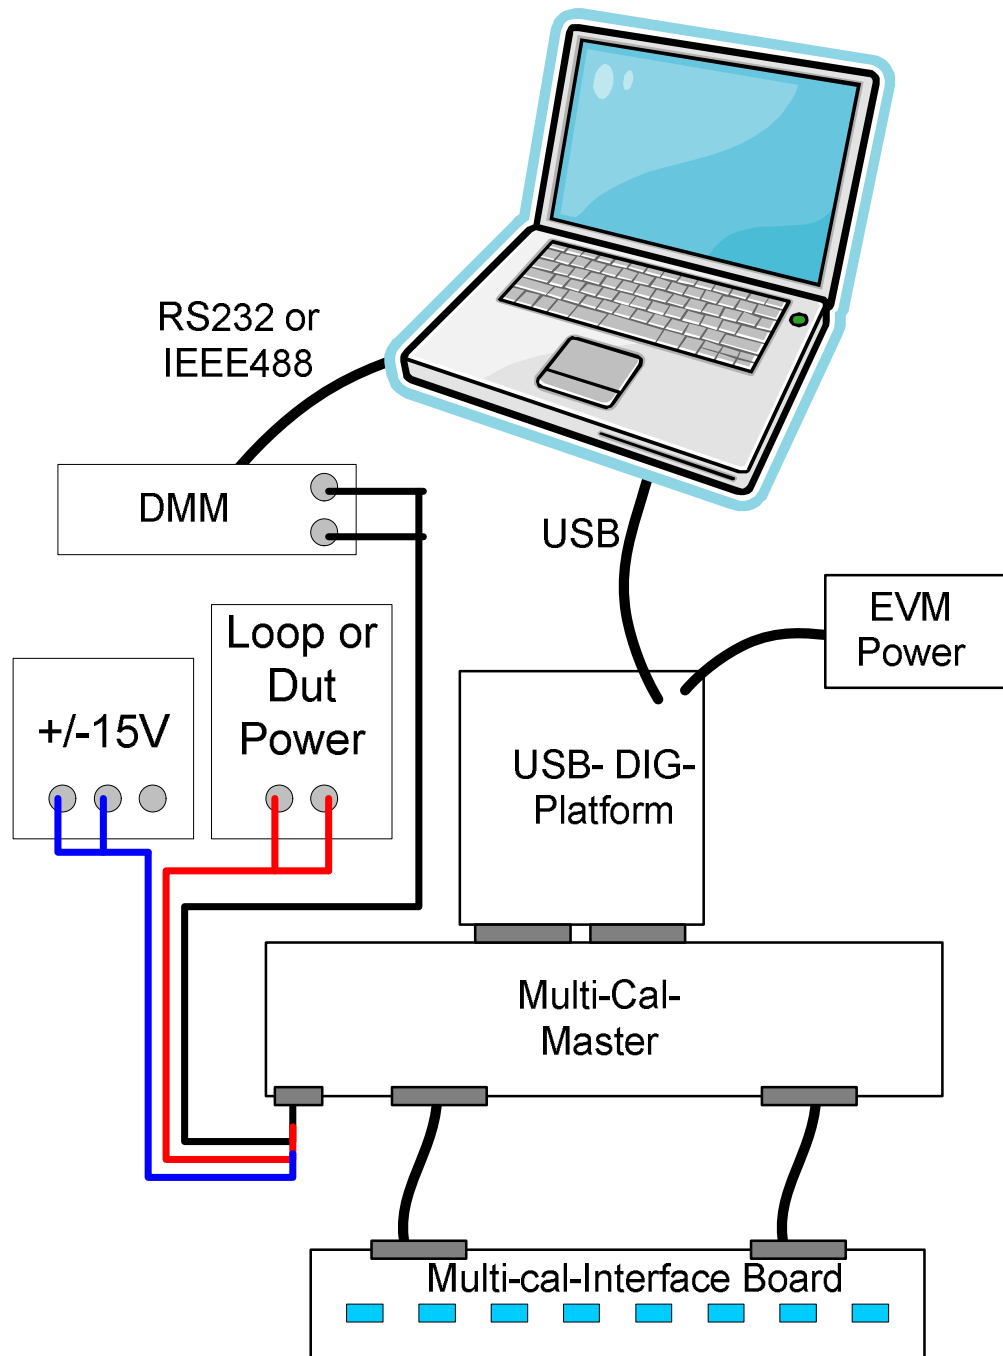 RS232 or
IEEE488
DMM
USB
EVM
Power
Loop or
Dut
Power
+/-15V
USB- DIG-
Platform
Multi-Cal-
Master
Multi-cal-Interface Board